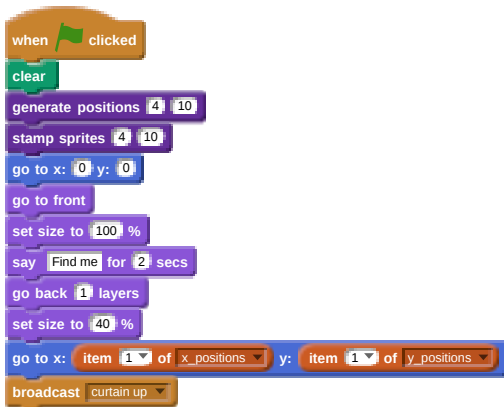 when clicked
clear
generate positions 4 10
stamp sprites 4 10
go to x: 0 y: 0
go to front
set size to 100 %
say Find me for 2 secs
go back 1 layers
set size to 40 %
go to x: item 1 of x_positions y: item 1 of y_positions
broadcast curtain up